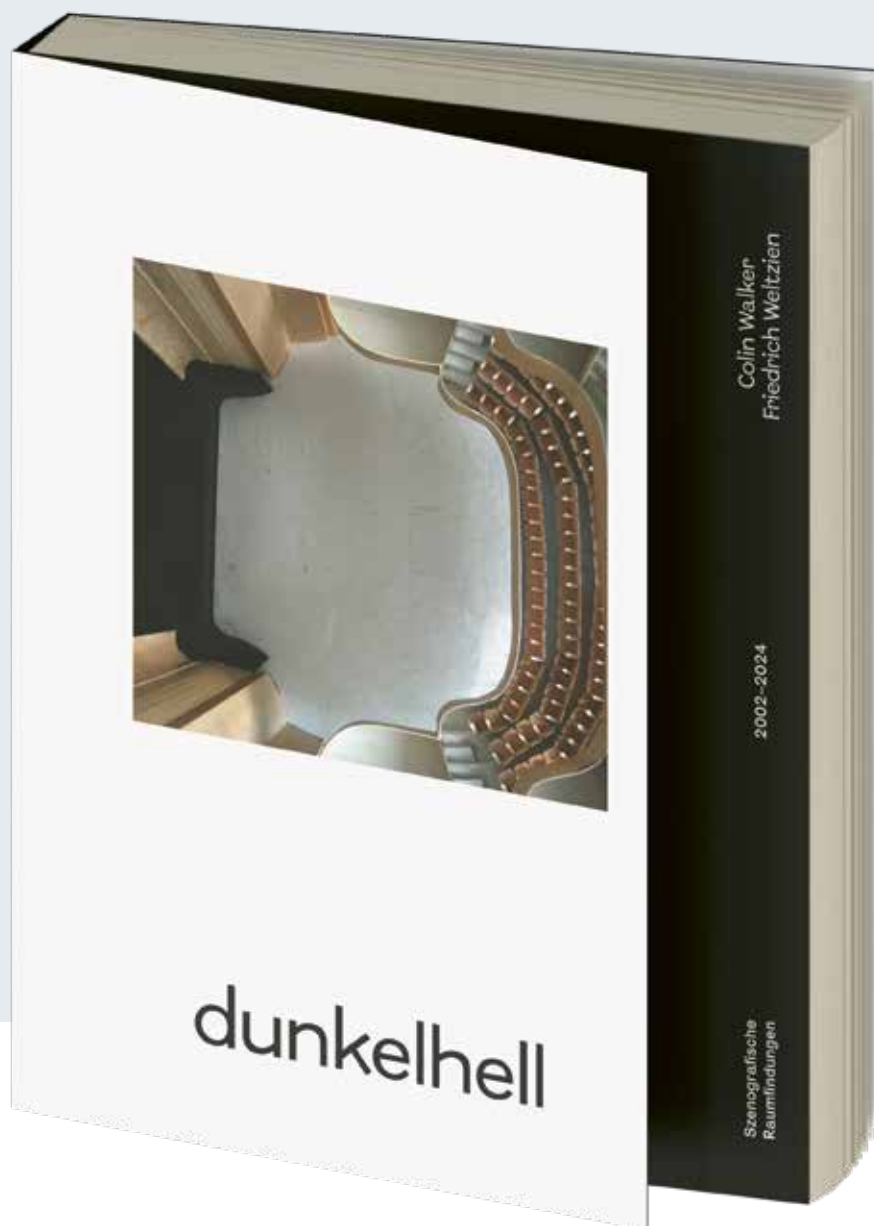 dunkelhell
Colin Walker
Friedrich Weltzien
2002–2024
Szenografische
Raumfindungen